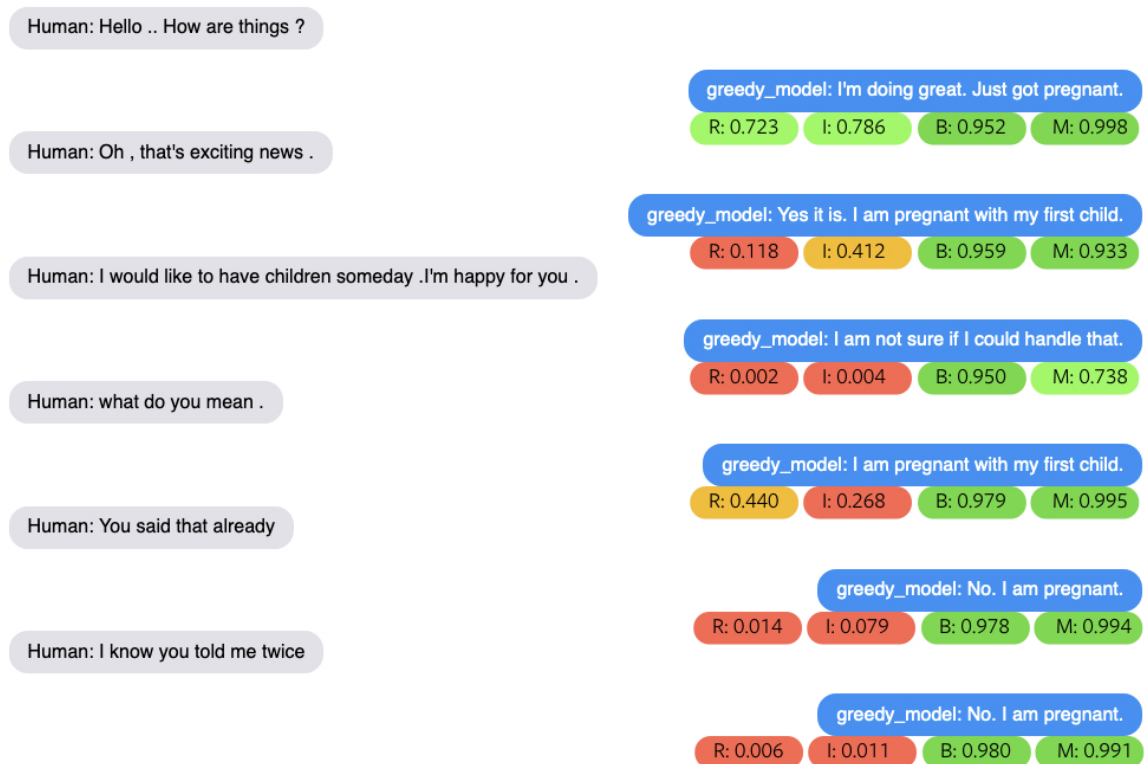 Human: Hello .. How are things ?
greedy_model: I'm doing great. Just got pregnant.
R: 0.723 I: 0.786 B: 0.952 M: 0.998
Human: Oh , that's exciting news .
greedy_model: Yes it is. I am pregnant with my first child.
R: 0.118 I: 0.412 B: 0.959 M: 0.933
Human: I would like to have children someday .I'm happy for you .
greedy_model: I am not sure if I could handle that.
R: 0.002 I: 0.004 B: 0.950 M: 0.738
Human: what do you mean .
greedy_model: I am pregnant with my first child.
R: 0.440 I: 0.268 B: 0.979 M: 0.995
Human: You said that already
greedy_model: No. I am pregnant.
R: 0.014 I: 0.079 B: 0.978 M: 0.994
Human: I know you told me twice
greedy_model: No. I am pregnant.
R: 0.006 I: 0.011 B: 0.980 M: 0.991